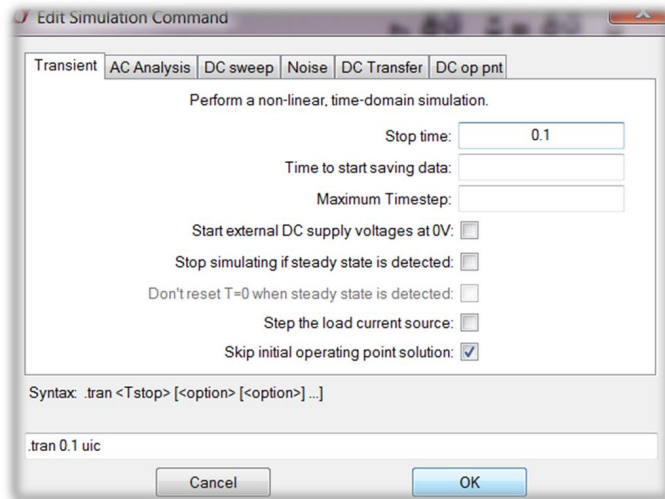 Edit Simulation Command
Transient AC Analysis DC sweep Noise DC Transfer DC op pnt
Perform a non-linear, time-domain simulation.
Stop time: 0.1
Time to start saving data:
Maximum Timestep:
Start external DC supply voltages at 0V:
Stop simulating if steady state is detected:
Don't reset T=0 when steady state is detected:
Step the load current source:
Skip initial operating point solution:
Syntax: .tran <Tstop> [<option> [<option>] ...]
.tran 0.1 uic
Cancel OK